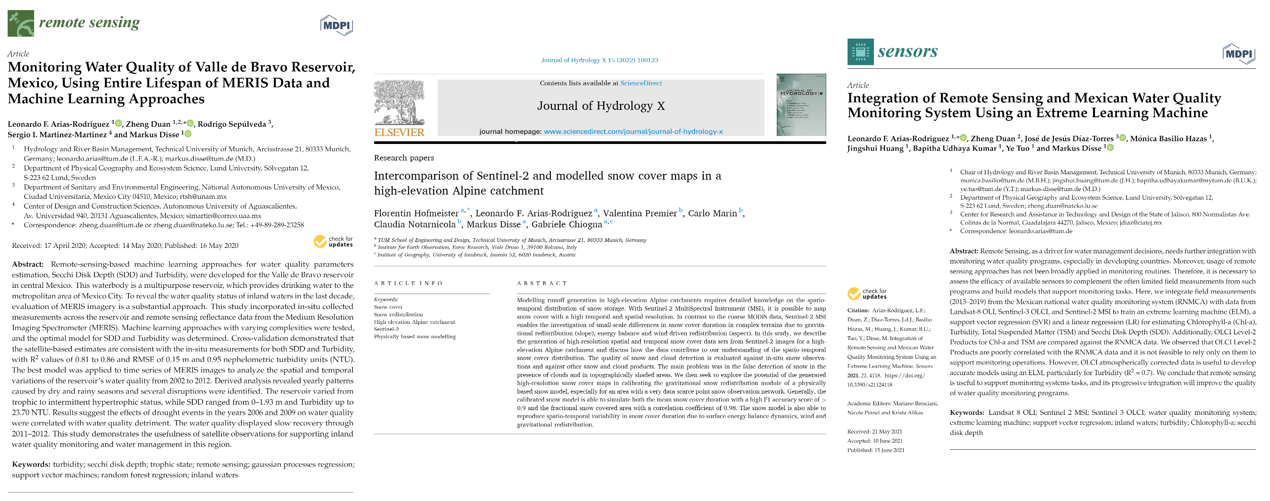 remote sensing
MDPI
Article
Monitoring Water Quality of Valle de Bravo Reservoir,
Mexico, Using Entire Lifespan of MERIS Data and
Machine Learning Approaches
Leonardo F. Arias-Rodriguez 1, Zheng Duan 1,2,*, Rodrigo Sepúlveda 3,
Sergio I. Martinez-Martinez 4 and Markus Disse 1
1 Hydrology and River Basin Management, Technical University of Munich, Arcisstrasse 21, 80333 Munich,
Germany; leonardo.arias@tum.de (L.F.A.-R.); markus.disse@tum.de (M.D.)
2 Department of Physical Geography and Ecosystem Science, Lund University, Sölvegatan 12,
S-223 62 Lund, Sweden
3 Department of Sanitary and Environmental Engineering, National Autonomous University of Mexico,
Ciudad Universitaria, Mexico City 04510, Mexico; rtsh@unam.mx
4 Center of Design and Construction Sciences, Autonomous University of Aguascalientes,
Av. Universidad 940, 20131 Aguascalientes, Mexico; simartin@correo.uaa.mx
* Correspondence: zheng.duan@tum.de or zheng.duan@nateko.lu.se; Tel.: +49-89-289-23258
Received: 17 April 2020; Accepted: 14 May 2020; Published: 16 May 2020
check for
updates
Abstract: Remote-sensing-based machine learning approaches for water quality parameters
estimation, Secchi Disk Depth (SDD) and Turbidity, were developed for the Valle de Bravo reservoir
in central Mexico. This waterbody is a multipurpose reservoir, which provides drinking water to the
metropolitan area of Mexico City. To reveal the water quality status of inland waters in the last decade,
evaluation of MERIS imagery is a substantial approach. This study incorporated in-situ collected
measurements across the reservoir and remote sensing reflectance data from the Medium Resolution
Imaging Spectrometer (MERIS). Machine learning approaches with varying complexities were tested,
and the optimal model for SDD and Turbidity was determined. Cross-validation demonstrated that
the satellite-based estimates are consistent with the in-situ measurements for both SDD and Turbidity,
with R2 values of 0.81 to 0.86 and RMSE of 0.15 m and 0.95 nephelometric turbidity units (NTU).
The best model was applied to time series of MERIS images to analyze the spatial and temporal
variations of the reservoir's water quality from 2002 to 2012. Derived analysis revealed yearly patterns
caused by dry and rainy seasons and several disruptions were identified. The reservoir varied from
trophic to intermittent hypertrophic status, while SDD ranged from 0–1.93 m and Turbidity up to
23.70 NTU. Results suggest the effects of drought events in the years 2006 and 2009 on water quality
were correlated with water quality detriment. The water quality displayed slow recovery through
2011–2012. This study demonstrates the usefulness of satellite observations for supporting inland
water quality monitoring and water management in this region.
Keywords: turbidity; secchi disk depth; trophic state; remote sensing; gaussian processes regression;
support vector machines; random forest regression; inland waters
Journal of Hydrology X 15 (2022) 100123
Contents lists available at ScienceDirect
Journal of Hydrology X
journal homepage: www.sciencedirect.com/journal/journal-of-hydrology-x
ELSEVIER
Research papers
Intercomparison of Sentinel-2 and modelled snow cover maps in a
high-elevation Alpine catchment
Florentin Hofmeister a,*, Leonardo F. Arias-Rodriguez a, Valentina Premier b, Carlo Marin b,
Claudia Notarnicola b, Markus Disse a, Gabriele Chiogna a,c
a TUM School of Engineering and Design, Technical University of Munich, Arcisstrasse 21, 80333 Munich, Germany
b Institute for Earth Observation, Eurac Research, Viale Druso 1, 39100 Bolzano, Italy
c Institute of Geography, University of Innsbruck, Innrain 52, 6020 Innsbruck, Austria
ARTICLE INFO
Keywords:
Snow cover
Snow redistribution
High elevation Alpine catchment
Sentinel-2
Physically based snow modelling
ABSTRACT
Modelling runoff generation in high-elevation Alpine catchments requires detailed knowledge on the spatio-
temporal distribution of snow storage. With Sentinel-2 MultiSpectral Instrument (MSI), it is possible to map
snow cover with a high temporal and spatial resolution. In contrast to the coarse MODIS data, Sentinel-2 MSI
enables the investigation of small-scale differences in snow cover duration in complex terrains due to gravita-
tional redistribution (slope), energy balance and wind-driven redistribution (aspect). In this study, we describe
the generation of high-resolution spatial and temporal snow cover data sets from Sentinel-2 images for a high-
elevation Alpine catchment and discuss how the data contribute to our understanding of the spatio-temporal
snow cover distribution. The quality of snow and cloud detection is evaluated against in-situ snow observa-
tions and against other snow and cloud products. The main problem was in the false detection of snow in the
presence of clouds and in topographically shaded areas. We then seek to explore the potential of the generated
high-resolution snow cover maps in calibrating the gravitational snow redistribution module of a physically
based snow model, especially for an area with a very data scarce point snow observation network. Generally, the
calibrated snow model is able to simulate both the mean snow cover duration with a high F1 accuracy score of >
0.9 and the fractional snow covered area with a correlation coefficient of 0.98. The snow model is also able to
reproduce spatio-temporal variability in snow cover duration due to surface energy balance dynamics, wind and
gravitational redistribution.
sensors
MDPI
Article
Integration of Remote Sensing and Mexican Water Quality
Monitoring System Using an Extreme Learning Machine
Leonardo F. Arias-Rodriguez 1,*, Zheng Duan 2, José de Jesús Díaz-Torres 3, Mónica Basilio Hazas 1,
Jingshui Huang 1, Bapitha Udhaya Kumar 1, Ye Tuo 1 and Markus Disse 1
1 Chair of Hydrology and River Basin Management, Technical University of Munich, 80333 Munich, Germany;
monica.basilio@tum.de (M.B.H.); jingshui.huang@tum.de (J.H.); bapitha.udhayakumar@mytum.de (B.U.K.);
ye.tuo@tum.de (Y.T.); markus.disse@tum.de (M.D.)
2 Department of Physical Geography and Ecosystem Science, Lund University, Sölvegatan 12,
S-223 62 Lund, Sweden; zheng.duan@nateko.lu.se
3 Center for Research and Assistance in Technology and Design of the State of Jalisco, 800 Normalistas Ave.
Colinas de la Normal, Guadalajara 44270, Jalisco, Mexico; jdiaz@ciatej.mx
* Correspondence: leonardo.arias@tum.de
Abstract: Remote Sensing, as a driver for water management decisions, needs further integration with
monitoring water quality programs, especially in developing countries. Moreover, usage of remote
sensing approaches has not been broadly applied in monitoring routines. Therefore, it is necessary to
assess the efficacy of available sensors to complement the often limited field measurements from such
programs and build models that support monitoring tasks. Here, we integrate field measurements
(2013–2019) from the Mexican national water quality monitoring system (RNMCA) with data from
Landsat-8 OLI, Sentinel-3 OLCI, and Sentinel-2 MSI to train an extreme learning machine (ELM), a
support vector regression (SVR) and a linear regression (LR) for estimating Chlorophyll-a (Chl-a),
Turbidity, Total Suspended Matter (TSM) and Secchi Disk Depth (SDD). Additionally, OLCI Level-2
Products for Chl-a and TSM are compared against the RNMCA data. We observed that OLCI Level-2
Products are poorly correlated with the RNMCA data and it is not feasible to rely only on them to
support monitoring operations. However, OLCI atmospherically corrected data is useful to develop
accurate models using an ELM, particularly for Turbidity (R2 = 0.7). We conclude that remote sensing
is useful to support monitoring systems tasks, and its progressive integration will improve the quality
of water quality monitoring programs.
Keywords: Landsat 8 OLI; Sentinel 2 MSI; Sentinel 3 OLCI; water quality monitoring system;
extreme learning machine; support vector regression; inland waters; turbidity; Chlorophyll-a; secchi
disk depth
check for
updates
Citation: Arias-Rodriguez, L.F.;
Duan, Z.; Díaz-Torres, J.d.J.; Basilio
Hazas, M.; Huang, J.; Kumar, B.U.;
Tuo, Y.; Disse, M. Integration of
Remote Sensing and Mexican Water
Quality Monitoring System Using an
Extreme Learning Machine. Sensors
2021, 21, 4118. https://doi.org/
10.3390/s21124118
Academic Editors: Mariano Bresciani,
Nicole Pinnel and Krista Alikas
Received: 21 May 2021
Accepted: 10 June 2021
Published: 15 June 2021